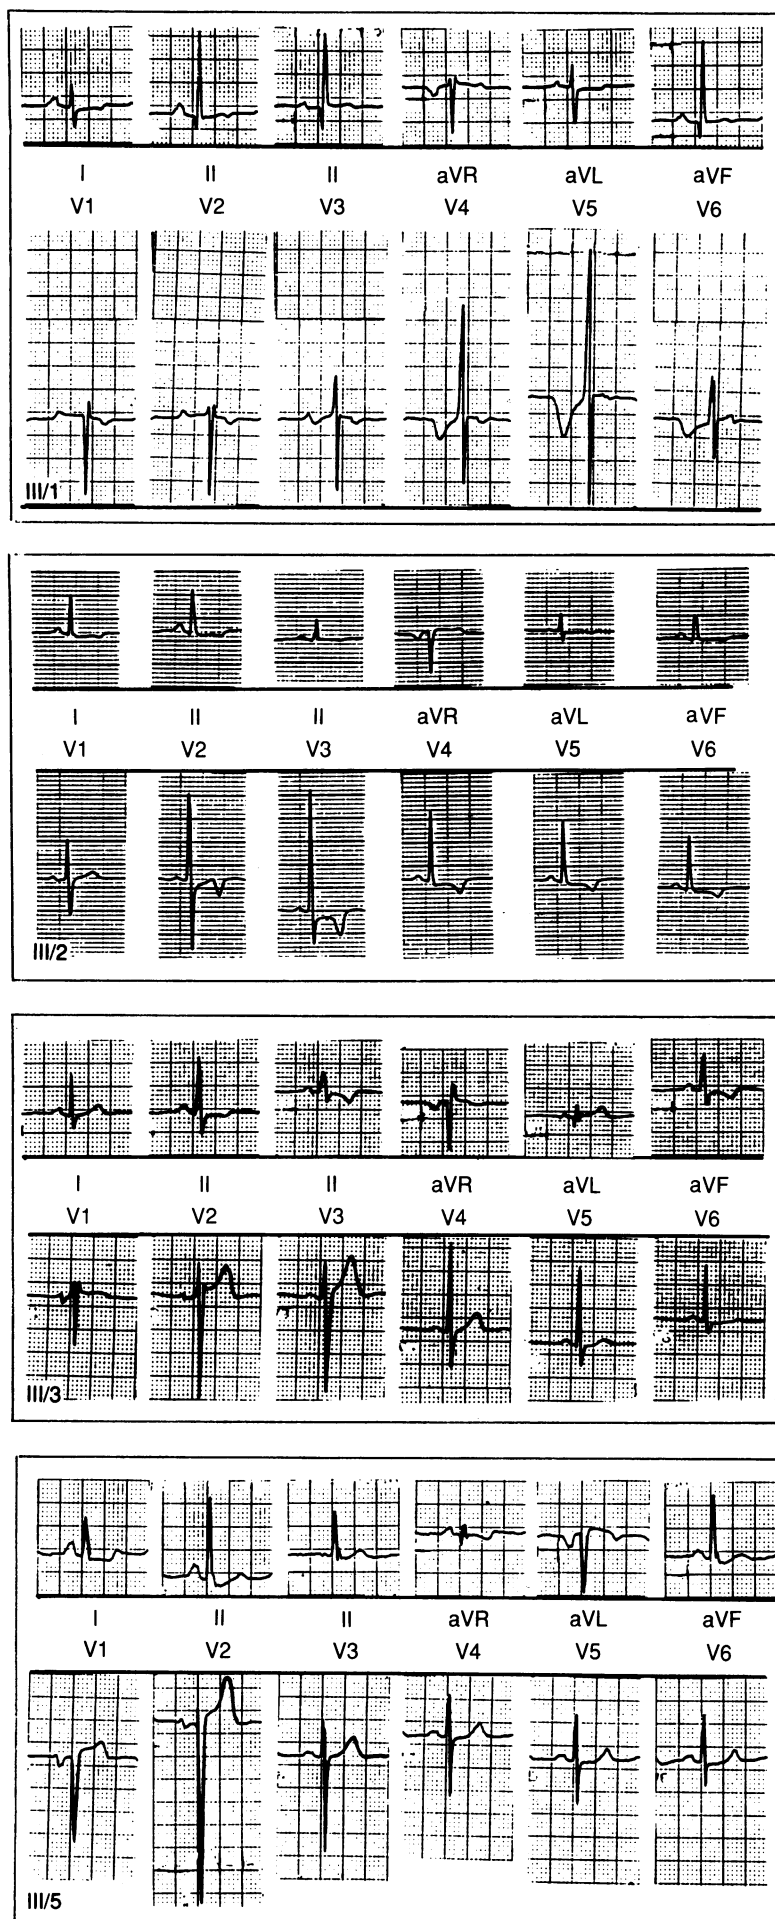 I II II aVR aVL aVF
V1 V2 V3 V4 V5 V6
III/1
I II II aVR aVL aVF
V1 V2 V3 V4 V5 V6
III/2
I II II aVR aVL aVF
V1 V2 V3 V4 V5 V6
III/3
I II II aVR aVL aVF
V1 V2 V3 V4 V5 V6
III/5